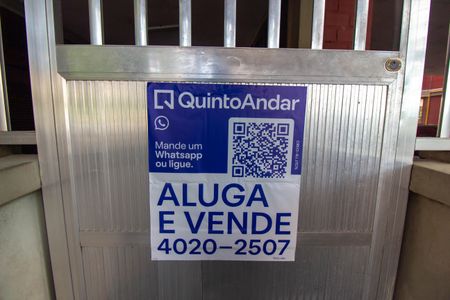 QuintoAndar
Mande um
Whatsapp
ou ligue.
ALUGA
E VENDE
4020-2507